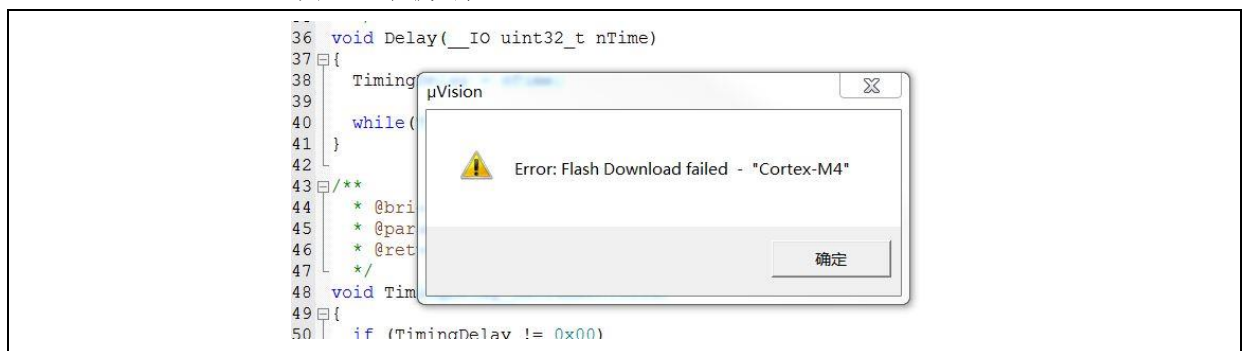 36 void Delay(__IO uint32_t nTime)
37 {
38 Timing
µVision
39
40 while(
41 }
Error: Flash Download failed - "Cortex-M4"
42
43 /**
44 * @bri
45 * @par
46 * @ret
确定
47 */
48 void Tim
49 {
50 if (TimingDelay != 0x00)